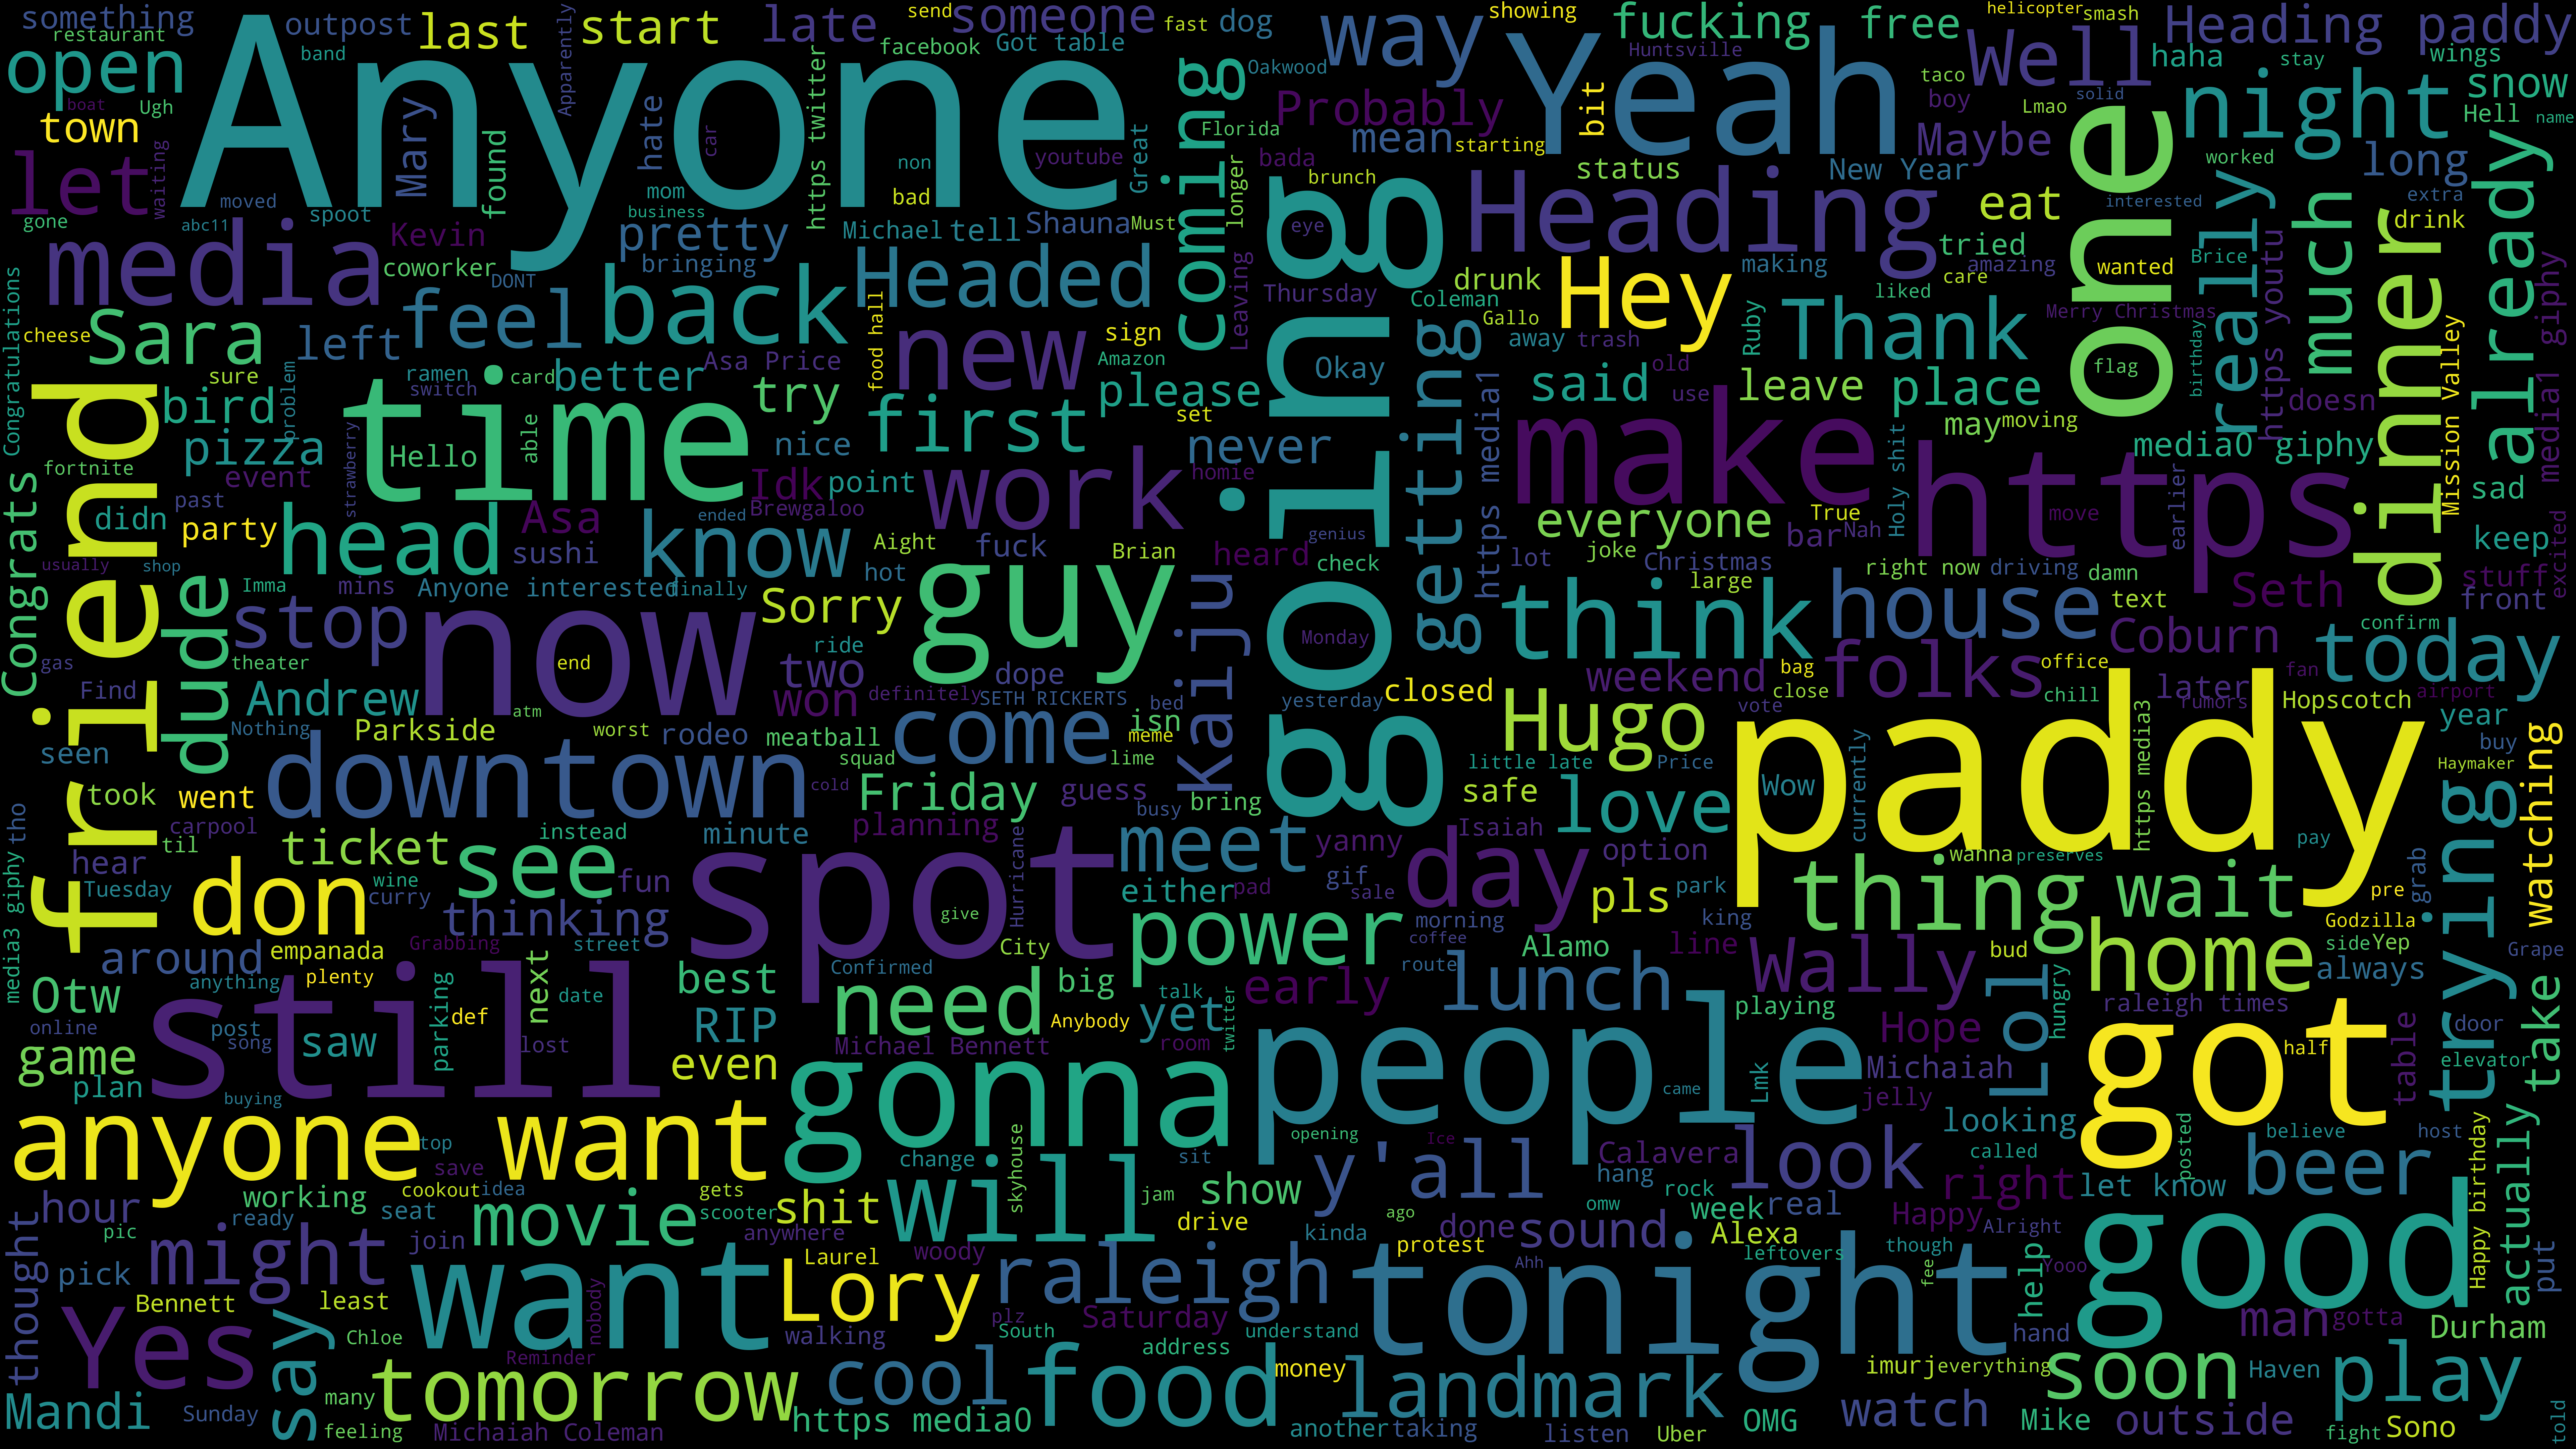 something
restaurant
outpost
band
last
start
Apparently
late
someone
send
facebook
Got table
fast
dog
way
showing
fucking
Huntsville
free
helicopter
smash
Heading paddy
open
Anyone
https twitter
coming
Oakwood
Yeah
bit
Well
taco
boy
haha
stay
wings
snow
boat
Ugh
town
Mary
hate
car
non
youtube
Great
Florida
Probably
mean
starting
Lmao
solid
Hell
name
Maybe
one
night
let
waiting
found
mom
bad
longer
bada
brunch
status
New Year
worked
long
already
gone
moved
abc11
spoot
business
Michael
tell
Shauna
Must
eye
Heading
eat
really
much
interested
extra
drink
media
Kevin
coworker
pretty
bringing
DONT
Headed
Leaving
going
Thursday
drunk
Hey
making
tried
amazing
care
wanted
Brice
https youtu
dinner
media1 giphy
Congratulations
cheese
Sara
left
feel
back
food hall
new
sign
Amazon
Coleman
Gallo
away
trash
Ruby
liked
Thank
Merry Christmas
birthday
Mission Valley
friend
sure
bird
problem
ramen
switch
card
better
Asa Price
try
please
Okay
getting
https media1
said
old
use
leave
place
flag
doesn
pizza
strawberry
time
Hello
able
nice
first
set
never
make
may
moving
media0 giphy
fortnite
event
past
Idk
point
work
homie
Holy shit
https
earlier
sad
Congrats
didn
party
head
Asa
sushi
know
ended
Brewgaloo
Aight
fuck
Brian
heard
genius
check
everyone
joke
True
bar
Nah
move
keep
excited
usually
shop
dude
Imma
mins
Anyone interested
finally
hot
guy
Kaiju
lot
Christmas
large
right now
driving
damn
Seth
stuff
front
stop
now
Sorry
ride
Monday
think
house
text
Coburn
confirm
today
gas
theater
Find
Andrew
end
two
dope
won
definitely
SETH RICKERTS
bed
yesterday
closed
weekend
bag
close
folks
office
chill
later
rumors
fan
airport
Hopscotch
Nothing
Parkside
atm
worst
rodeo
meatball
squad
come
isn
meme
lime
Hugo
vote
paddy
https media3
year
buy
Haymaker
watching
seen
took
tho
went
carpool
til
downtown
cold
Friday
guess
busy
bring
little late
Price
safe
love
Wow
currently
trying
hear
Tuesday
ticket
wine
curry
instead
see
minute
fun
planning
spot
Hurricane
meet
yanny
Isaiah
option
day
wanna
preserves
pay
grab
media3 giphy
don
thinking
give
either
pad
gif
sale
pls
park
thing
wait
pre
Godzilla
around
empanada
Grabbing
street
City
power
morning
coffee
route
king
Alamo
line
Wally
bud
home
side
Yep
Grape
always
Otw
anything
plenty
still
parking
next
date
best
Confirmed
need
big
talk
early
lunch
playing
Lol
hungry
raleigh times
take
online
post
song
saw
def
lost
RIP
Michael Bennett
Anybody
yet
twitter
room
people
Lmk
Hope
got
half
table
door
elevator
game
plan
even
gonna
came
Michaiah
jelly
buying
anyone want
top
opening
Ice
looking
posted
believe
host
Happy birthday
actually
save
change
sit
y'all
Calavera
hang
look
called
hour
working
cookout
idea
gets
shit
will
skyhouse
jam
show
rock
omw
week
real
right
let know
beer
thought
pic
ready
seat
movie
scooter
drive
kinda
ago
done
sound
Alexa
Happy
Alright
might
join
anywhere
Laurel
woody
raleigh
protest
Ahh
leftovers
though
fee
help
Yooo
good
put
pick
Bennett
least
want
nobody
Lory
plz
Saturday
tonight
Yes
say
Chloe
walking
South
understand
address
hand
man
gotta
Durham
Mandi
Sunday
many
Reminder
tomorrow
cool
food
money
landmark
imurj
everything
soon
Haven
play
feeling
Michaiah Coleman
https media0
another
taking
listen
Uber
OMG
watch
Mike
outside
fight
Sono
told